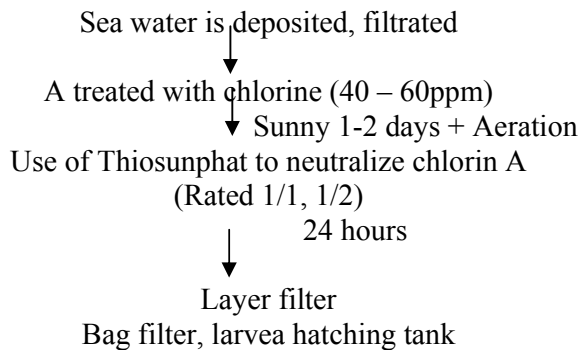 Sea water is deposited, filtrated
A treated with chlorine (40 – 60ppm)
Sunny 1-2 days + Aeration
Use of Thiosunphat to neutralize chlorin A
(Rated 1/1, 1/2)
24 hours
Layer filter
Bag filter, larvea hatching tank